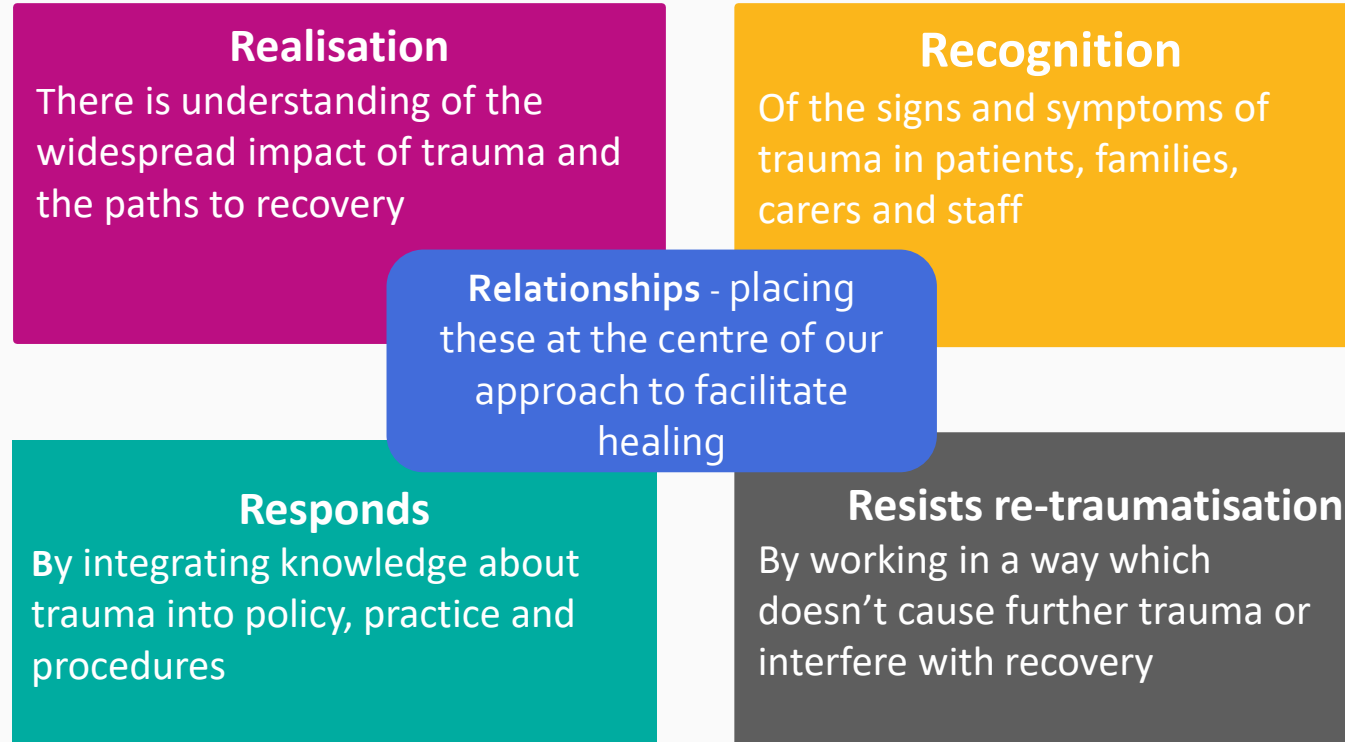 Realisation
There is understanding of the
widespread impact of trauma and
the paths to recovery
Recognition
Of the signs and symptoms of
trauma in patients, families,
carers and staff
Relationships - placing
these at the centre of our
approach to facilitate
healing
Responds
By integrating knowledge about
trauma into policy, practice and
procedures
Resists re-traumatisation
By working in a way which
doesn’t cause further trauma or
interfere with recovery